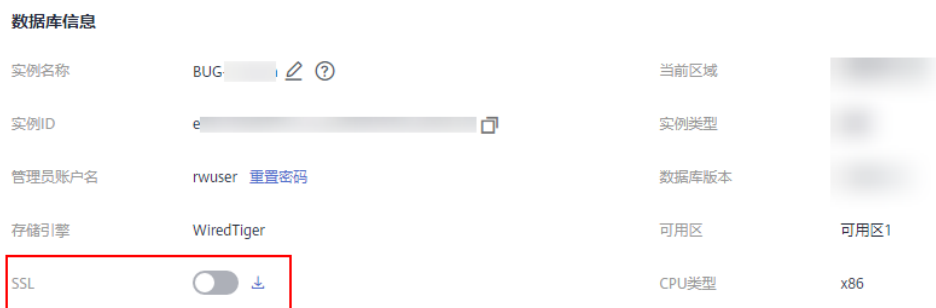 数据库信息
实例名称 BUG- 当前区域
实例ID e 实例类型
管理员账户名 rwuser 重置密码 数据库版本
存储引擎 WiredTiger 可用区 可用区1
SSL CPU类型 x86